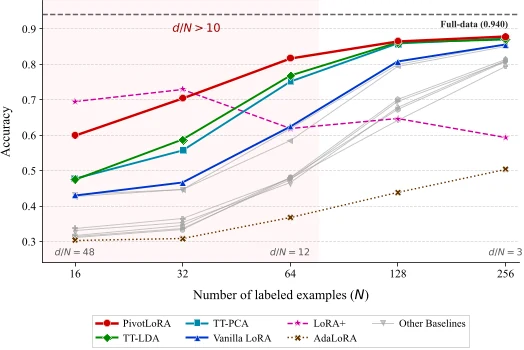 Full-data (0.940)
d/N > 10
0.9
0.8
0.7
0.6
0.5
0.4
0.3
Accuracy
d/N = 48
d/N = 12
d/N = 3
16
32
64
128
256
Number of labeled examples (N)
PivotLoRA
TT-PCA
LoRA+
Other Baselines
TT-LDA
Vanilla LoRA
AdaLoRA